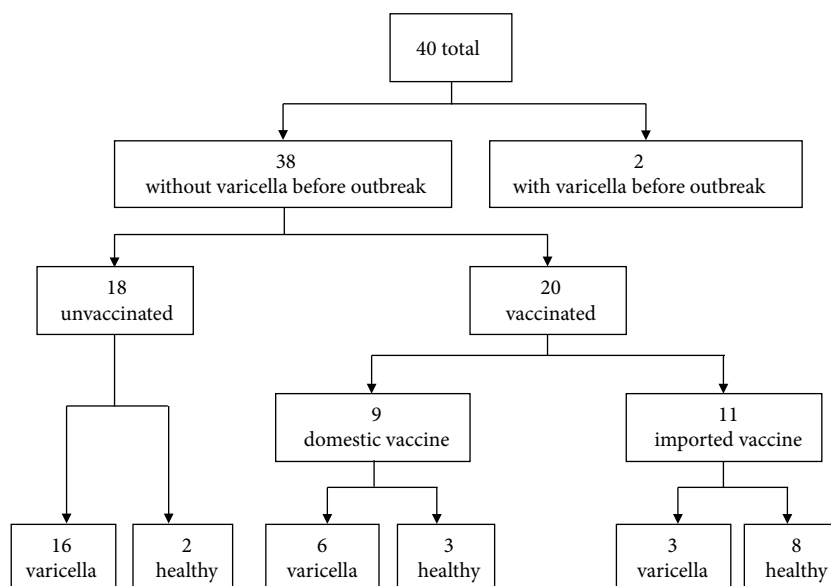 40 total
38
without varicella before outbreak
2
with varicella before outbreak
18
unvaccinated
20
vaccinated
9
domestic vaccine
11
imported vaccine
16
varicella
2
healthy
6
varicella
3
healthy
3
varicella
8
healthy